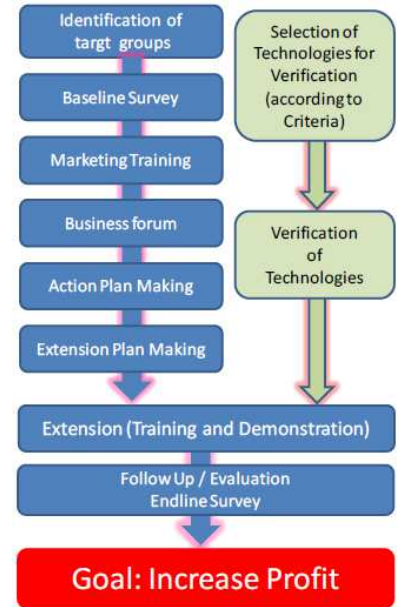 Identification of
targt groups
Baseline Survey
Marketing Training
Business forum
Action Plan Making
Extension Plan Making
Selection of
Technologies for
Verification
(according to
Criteria)
Verification
of
Technologies
Extension (Training and Demonstration)
Follow Up / Evaluation
Endline Survey
Goal: Increase Profit